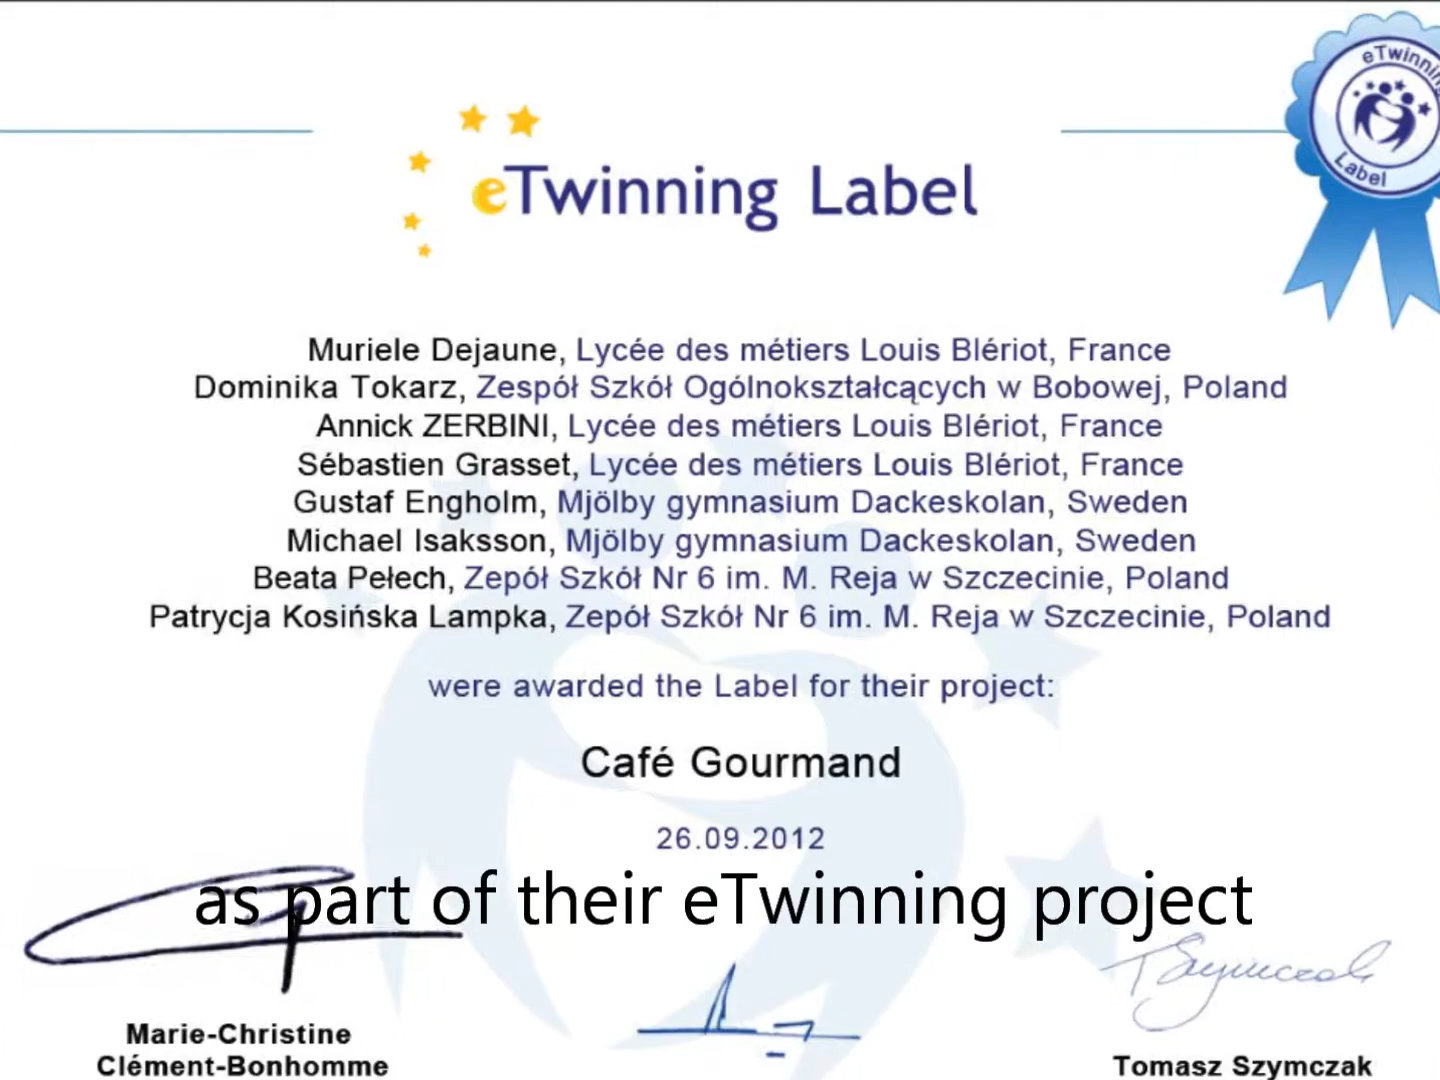 eTwinning
Label
eTwinning Label
Muriele Dejaune, Lycée des métiers Louis Blériot, France
Dominika Tokarz, Zespół Szkół Ogólnokształcących w Bobowej, Poland
Annick ZERBINI, Lycée des métiers Louis Blériot, France
Sébastien Grasset, Lycée des métiers Louis Blériot, France
Gustaf Engholm, Mjölby gymnasium Dackeskolan, Sweden
Michael Isaksson, Mjölby gymnasium Dackeskolan, Sweden
Beata Pełech, Zepół Szkół Nr 6 im. M. Reja w Szczecinie, Poland
Patrycja Kosińska Lampka, Zepół Szkół Nr 6 im. M. Reja w Szczecinie, Poland
were awarded the Label for their project:
Café Gourmand
26.09.2012
as part of their eTwinning project
Marie-Christine
Clément-Bonhomme
Tomasz Szymczak